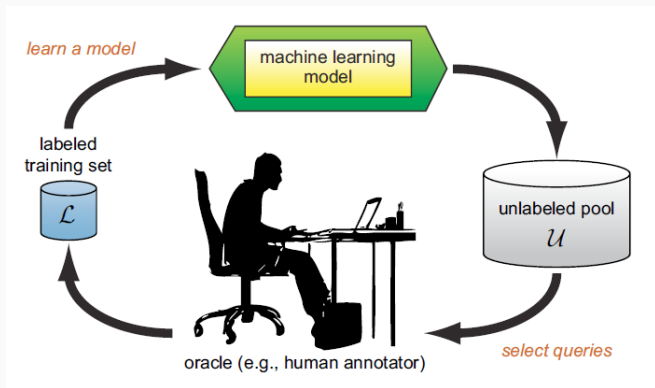 learn a model
machine learning
model
labeled
training set
ℒ
unlabeled pool
𝒰
oracle (e.g., human annotator)
select queries